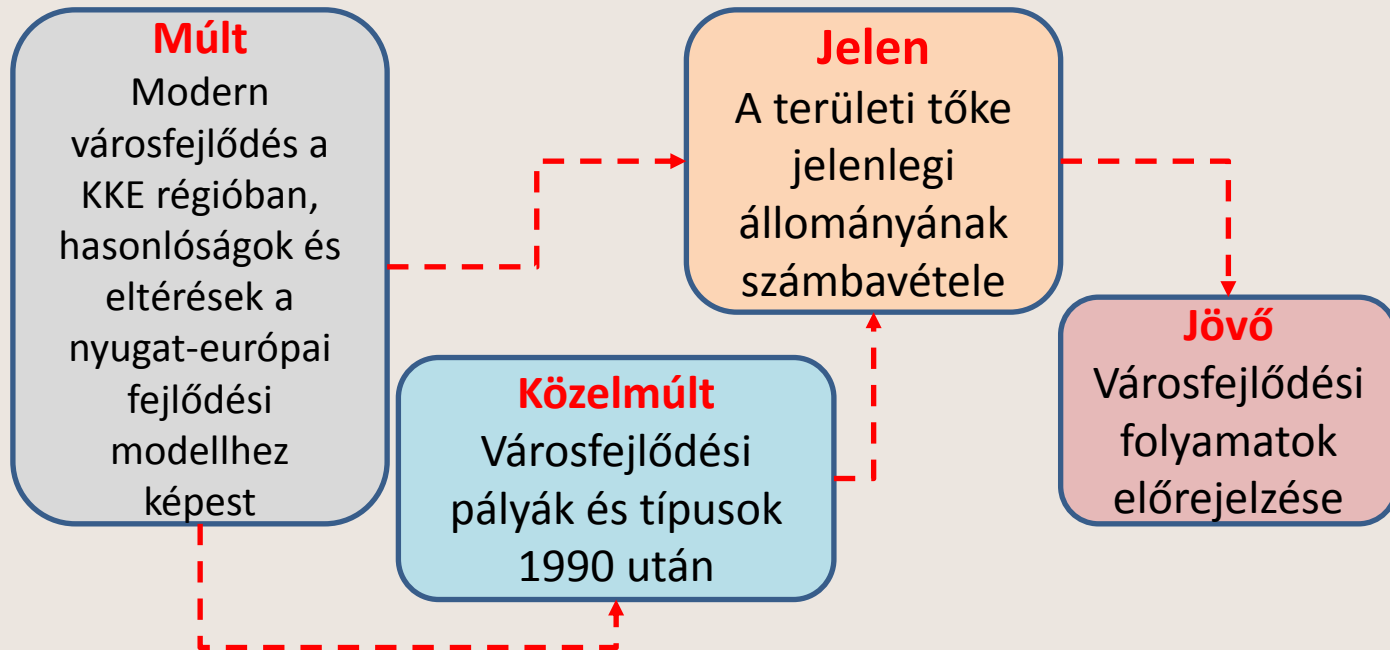 Múlt
Modern
városfejlődés a
KKE régióban,
hasonlóságok és
eltérések a
nyugat-európai
fejlődési
modellhez
képest
Közelmúlt
Városfejlődési
pályák és típusok
1990 után
Jelen
A területi tőke
jelenlegi
állományának
számbavétele
Jövő
Városfejlődési
folyamatok
előrejelzése